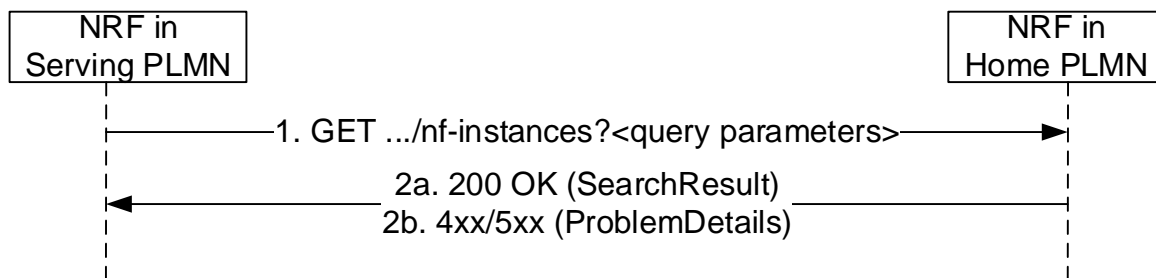 NRF in
Serving PLMN
NRF in
Home PLMN
1. GET .../nf-instances?<query parameters>
2a. 200 OK (SearchResult)
2b. 4xx/5xx (ProblemDetails)